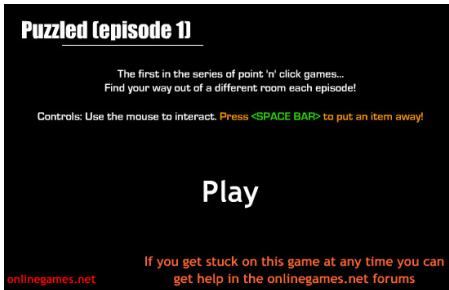 Puzzled (episode 1)
The first in the series of point 'n' click games...
Find your way out of a different room each episode!
Controls: Use the mouse to interact. Press <SPACE BAR> to put an item away!
Play
If you get stuck on this game at any time you can
get help in the onlinegames.net forums
onlinegames.net